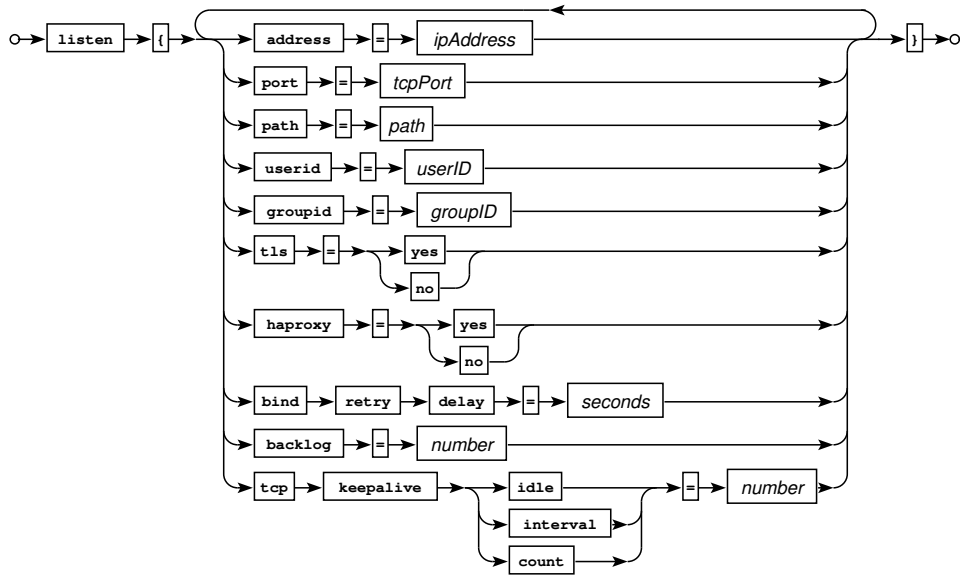 listen { address = ipAddress }
port = tcpPort
path = path
userid = userID
groupid = groupID
tls = yes
no
haproxy = yes
no
bind retry delay = seconds
backlog = number
tcp keepalive idle = number
interval
count